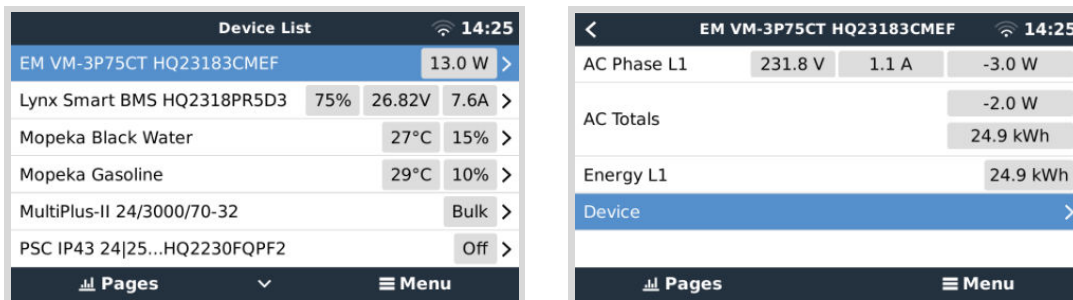 Device List 14:25
EM VM-3P75CT HQ23183CMEF 13.0 W
Lynx Smart BMS HQ2318PR5D3 75% 26.82V 7.6A
Mopeka Black Water 27°C 15%
Mopeka Gasoline 29°C 10%
MultiPlus-II 24/3000/70-32 Bulk
PSC IP43 24|25...HQ2230FQPF2 Off
Pages Menu
EM VM-3P75CT HQ23183CMEF 14:25
AC Phase L1 231.8 V 1.1 A -3.0 W
AC Totals -2.0 W
24.9 kWh
Energy L1 24.9 kWh
Device
Pages Menu